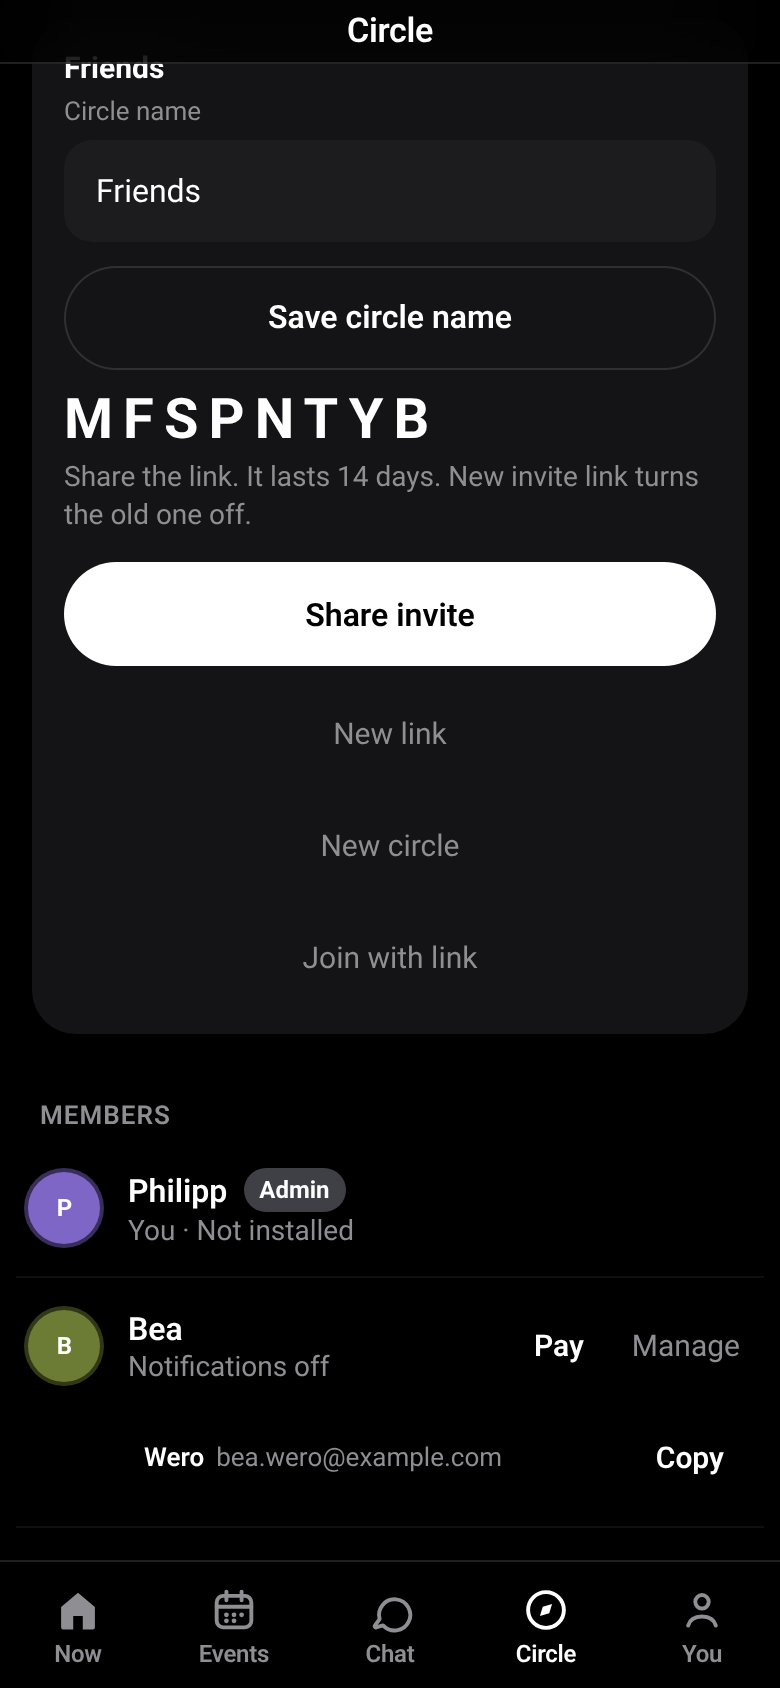 Circle
Friends
Circle name
Friends
Save circle name
MFSPNTYB
Share the link. It lasts 14 days. New invite link turns
the old one off.
Share invite
New link
New circle
Join with link
MEMBERS
P
Philipp Admin
You · Not installed
B
Bea
Notifications off
Pay Manage
Wero bea.wero@example.com Copy
Now Events Chat Circle You